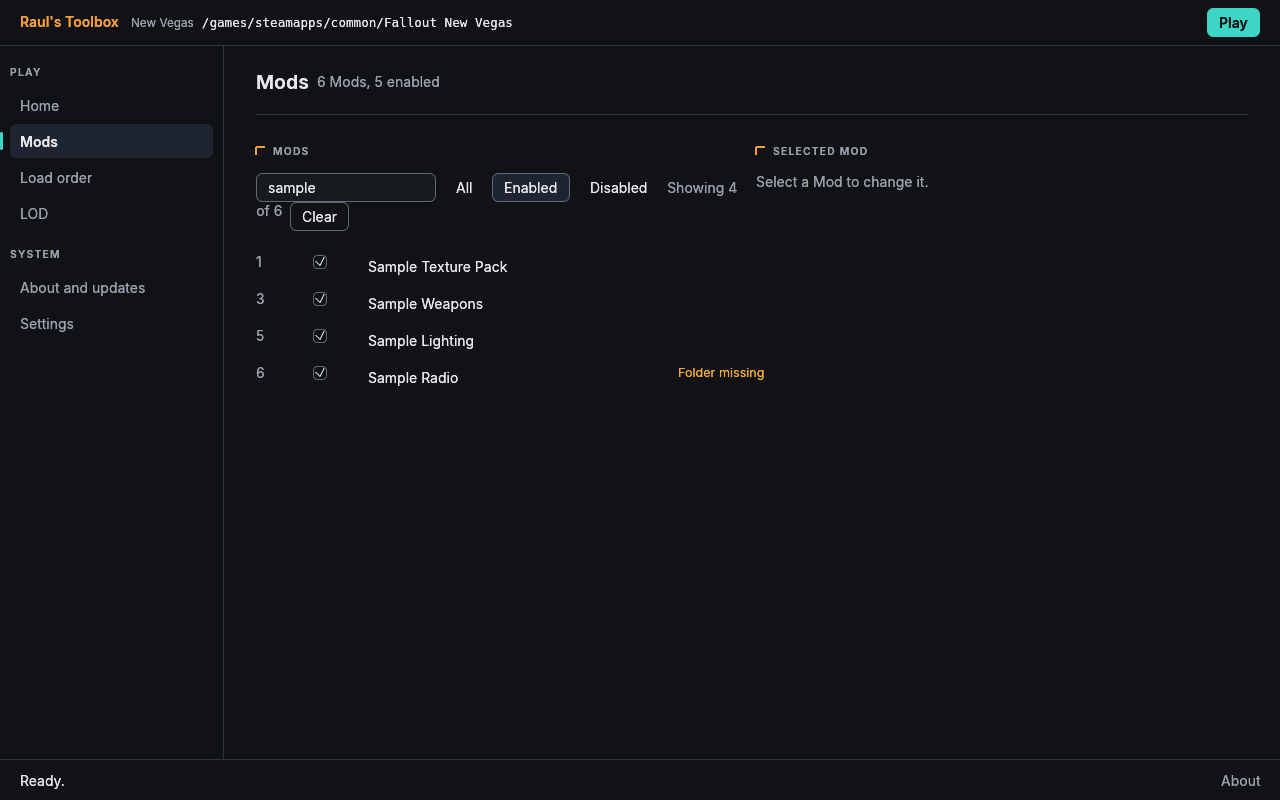 Raul's Toolbox New Vegas /games/steamapps/common/Fallout New Vegas Play
PLAY
Home
Mods
Load order
LOD
SYSTEM
About and updates
Settings
Mods 6 Mods, 5 enabled
MODS
sample All Enabled Disabled Showing 4
of 6 Clear
1 Sample Texture Pack
3 Sample Weapons
5 Sample Lighting
6 Sample Radio Folder missing
SELECTED MOD
Select a Mod to change it.
Ready. About